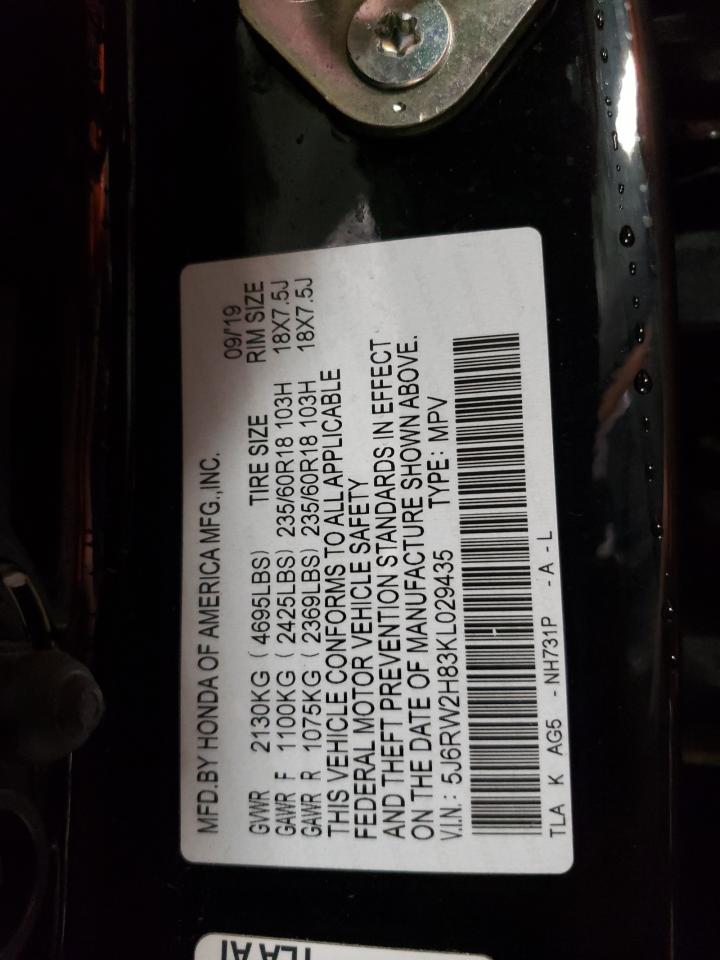 MFD.BY HONDA OF AMERICA MFG.,INC. 09/'19
GVWR 2130KG ( 4695LBS) TIRE SIZE RIM SIZE
GAWR F 1100KG ( 2425LBS) 235/60R18 103H 18X7.5J
GAWR R 1075KG ( 2369LBS) 235/60R18 103H 18X7.5J
THIS VEHICLE CONFORMS TO ALL APPLICABLE
FEDERAL MOTOR VEHICLE SAFETY
AND THEFT PREVENTION STANDARDS IN EFFECT
ON THE DATE OF MANUFACTURE SHOWN ABOVE.
V.I.N.: 5J6RW2H83KL029435 TYPE: MPV
TLA K AG5 - NH731P - A - L